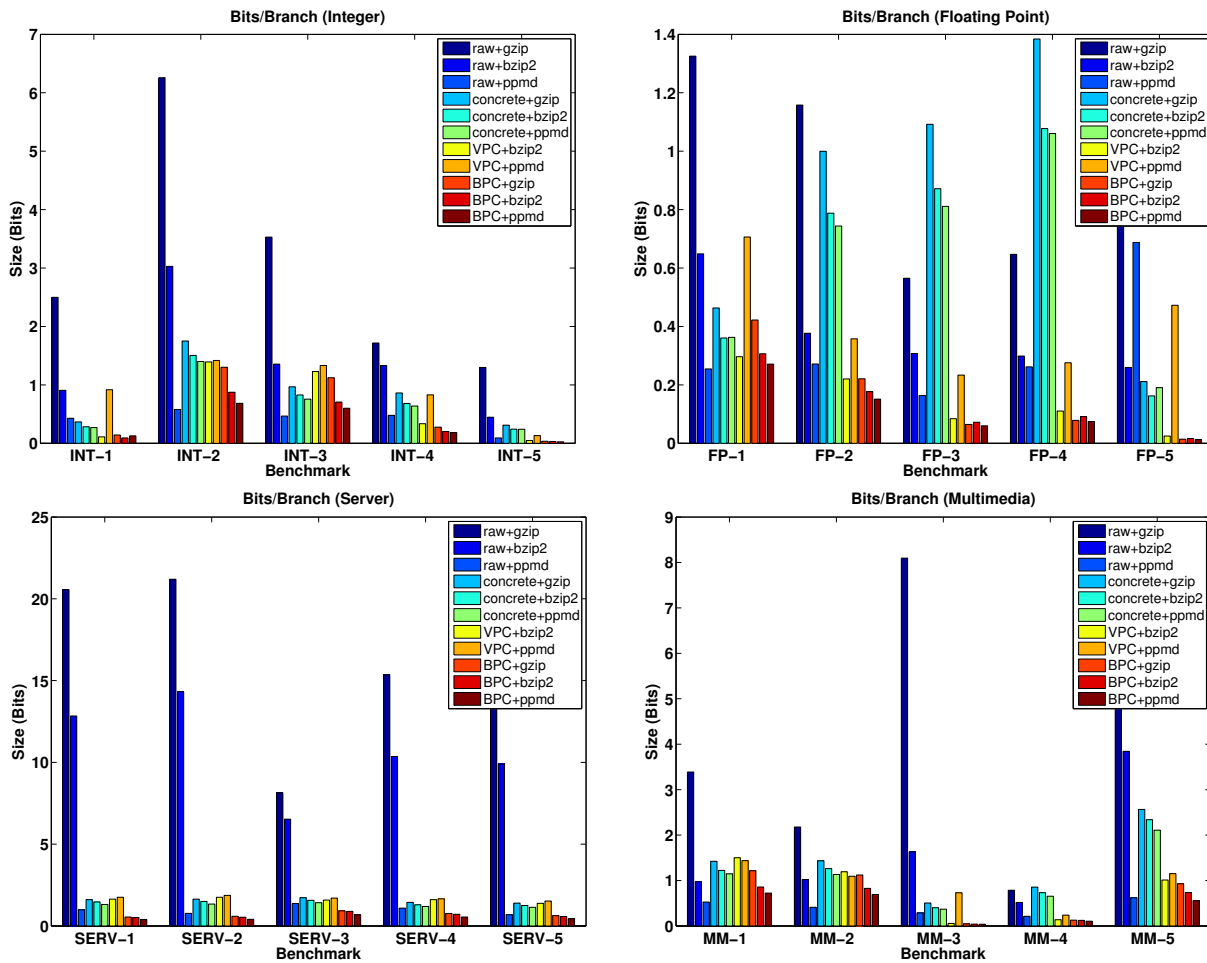 Bits/Branch (Integer)
7
6
5
4
3
2
1
0
Size (Bits)
raw+gzip
raw+bzip2
raw+ppmd
concrete+gzip
concrete+bzip2
concrete+ppmd
VPC+bzip2
VPC+ppmd
BPC+gzip
BPC+bzip2
BPC+ppmd
INT−1 INT−2 INT−3 INT−4 INT−5
Benchmark
Bits/Branch (Floating Point)
1.4
1.2
1
0.8
0.6
0.4
0.2
0
Size (Bits)
raw+gzip
raw+bzip2
raw+ppmd
concrete+gzip
concrete+bzip2
concrete+ppmd
VPC+bzip2
VPC+ppmd
BPC+gzip
BPC+bzip2
BPC+ppmd
FP−1 FP−2 FP−3 FP−4 FP−5
Benchmark
Bits/Branch (Server)
25
20
15
10
5
0
Size (Bits)
raw+gzip
raw+bzip2
raw+ppmd
concrete+gzip
concrete+bzip2
concrete+ppmd
VPC+bzip2
VPC+ppmd
BPC+gzip
BPC+bzip2
BPC+ppmd
SERV−1 SERV−2 SERV−3 SERV−4 SERV−5
Benchmark
Bits/Branch (Multimedia)
9
8
7
6
5
4
3
2
1
0
Size (Bits)
raw+gzip
raw+bzip2
raw+ppmd
concrete+gzip
concrete+bzip2
concrete+ppmd
VPC+bzip2
VPC+ppmd
BPC+gzip
BPC+bzip2
BPC+ppmd
MM−1 MM−2 MM−3 MM−4 MM−5
Benchmark